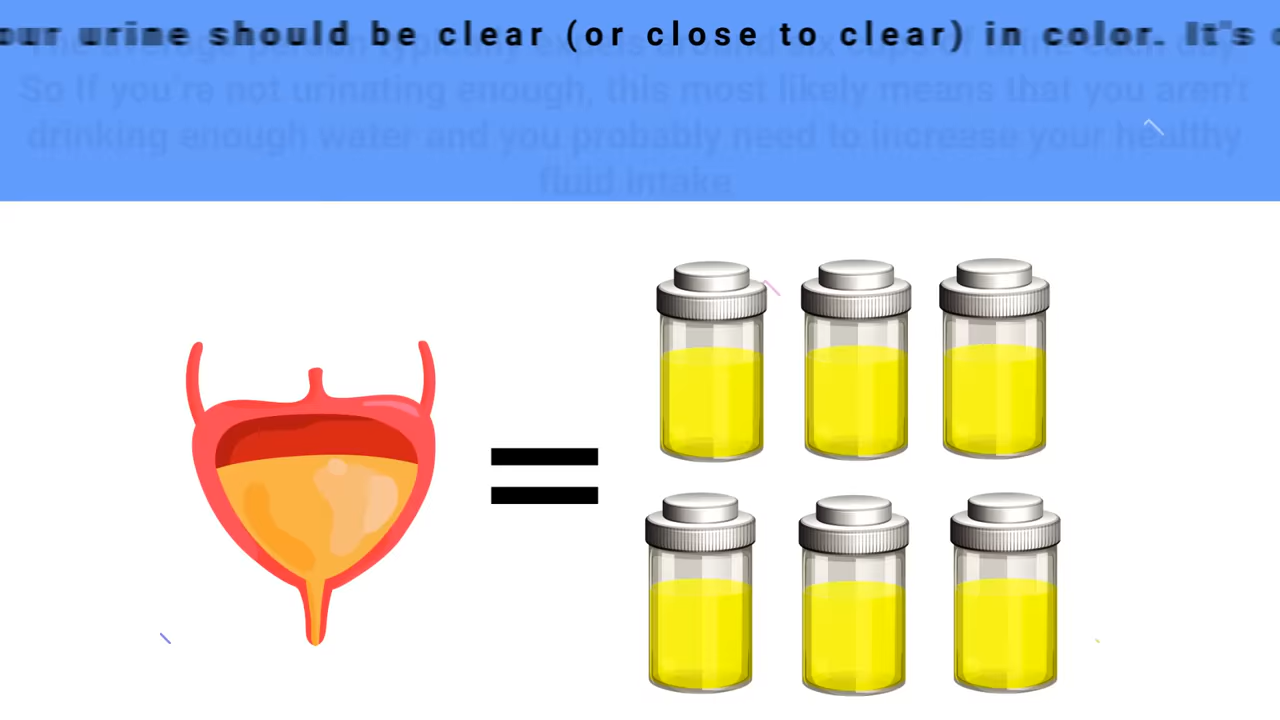 our urine should be clear (or close to clear) in color. It's
So If you're not urinating enough, this most likely means that you aren't
drinking enough water and you probably need to increase your healthy
fluid intake